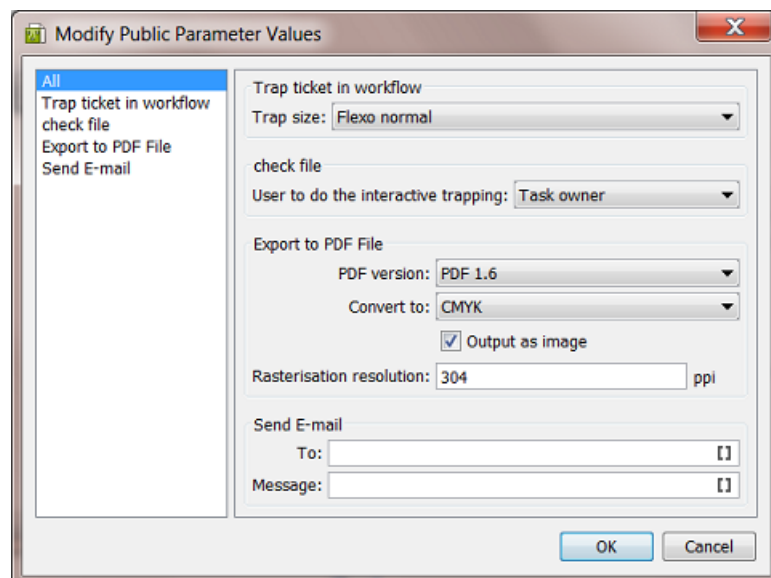 Modify Public Parameter Values
All
Trap ticket in workflow
check file
Export to PDF File
Send E-mail
Trap ticket in workflow
Trap size: Flexo normal
check file
User to do the interactive trapping: Task owner
Export to PDF File
PDF version: PDF 1.6
Convert to: CMYK
Output as image
Rasterisation resolution: 304 ppi
Send E-mail
To: []
Message: []
OK Cancel